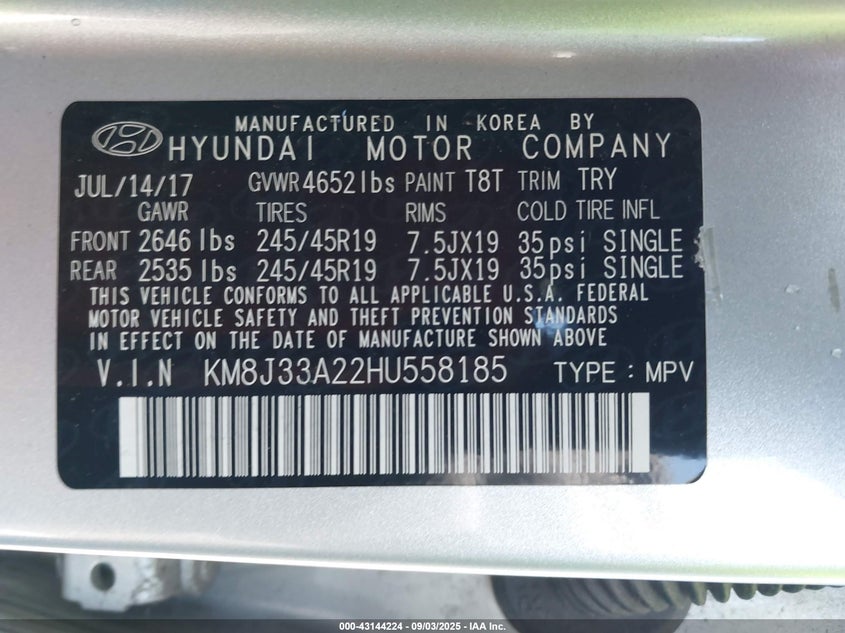 MANUFACTURED IN KOREA BY
HYUNDAI MOTOR COMPANY
JUL/14/17 GVWR 4652lbs PAINT T8T TRIM TRY
GAWR TIRES RIMS COLD TIRE INFL
FRONT 2646 lbs 245/45R19 7.5JX19 35psi SINGLE
REAR 2535 lbs 245/45R19 7.5JX19 35psi SINGLE
THIS VEHICLE CONFORMS TO ALL APPLICABLE U.S.A. FEDERAL
MOTOR VEHICLE SAFETY AND THEFT PREVENTION STANDARDS
IN EFFECT ON THE DATE OF MANUFACTURE SHOWN ABOVE
V.I.N KM8J33A22HU558185 TYPE : MPV
000-43144224 - 09/03/2025 - IAA Inc.